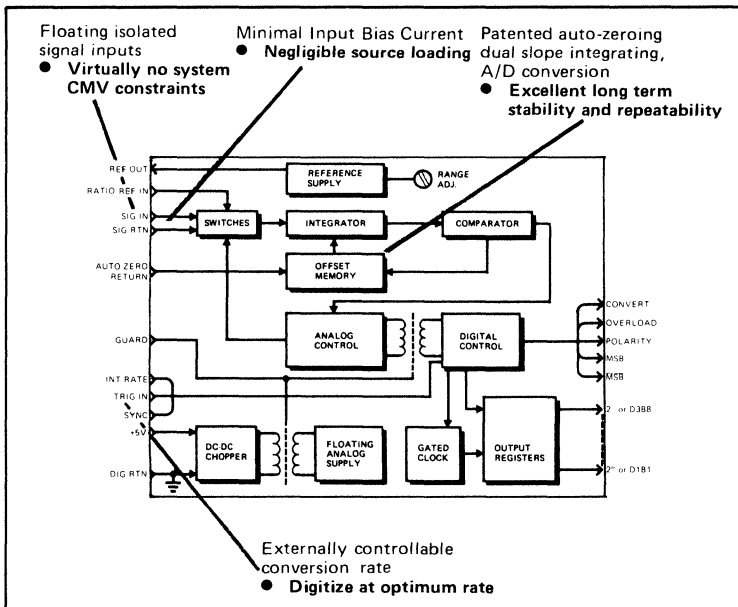 Floating isolated
signal inputs
● Virtually no system
CMV constraints
Minimal Input Bias Current
● Negligible source loading
Patented auto-zeroing
dual slope integrating,
A/D conversion
● Excellent long term
stability and repeatability
REF OUT
RATIO REF IN
SIG IN
SIG RTN
AUTO ZERO
RETURN
GUARD
INT RATE
TRIG IN
SYNC
+5V
DIG RTN
REFERENCE
SUPPLY
RANGE
ADJ.
SWITCHES
INTEGRATOR
COMPARATOR
OFFSET
MEMORY
ANALOG
CONTROL
DIGITAL
CONTROL
DC-DC
CHOPPER
FLOATING
ANALOG
SUPPLY
GATED
CLOCK
OUTPUT
REGISTERS
CONVERT
OVERLOAD
POLARITY
MSB
MSB
or D3B8
2° or D1B1
Externally controllable
conversion rate
● Digitize at optimum rate